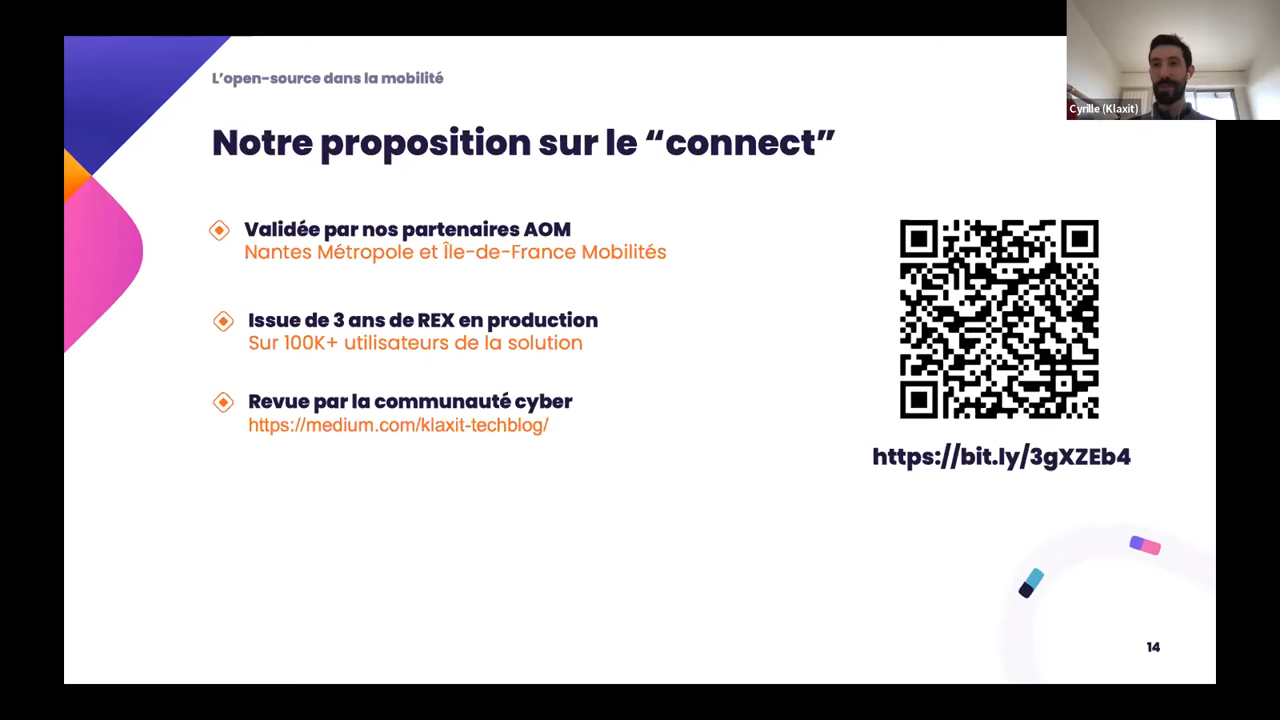 L’open-source dans la mobilité
Cyrille (Klaxit)
Notre proposition sur le “connect”
Validée par nos partenaires AOM
Nantes Métropole et Île-de-France Mobilités
Issue de 3 ans de REX en production
Sur 100K+ utilisateurs de la solution
Revue par la communauté cyber
https://medium.com/klaxit-techblog/
https://bit.ly/3gXZEb4
14